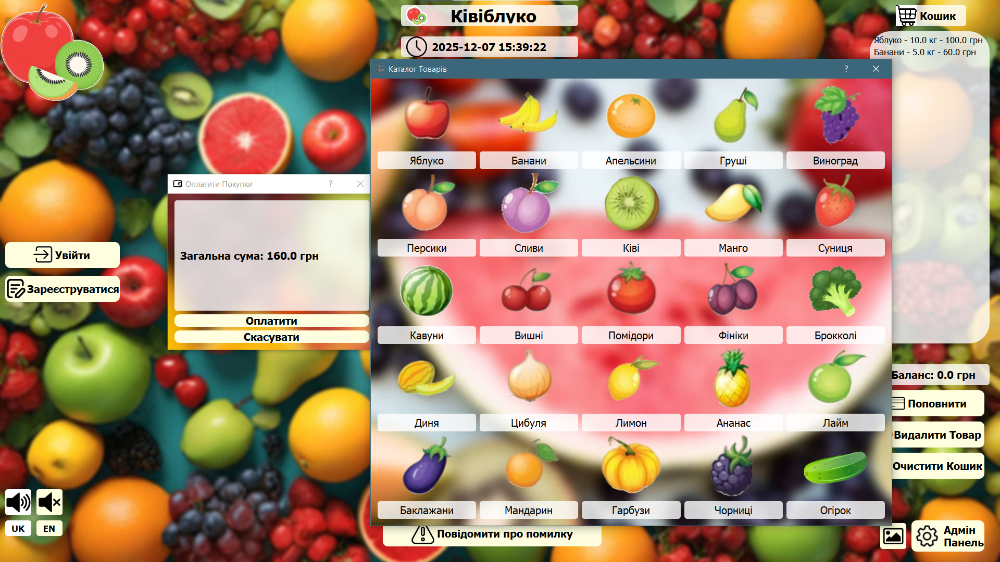 Ківіблуко
2025-12-07 15:39:22
Кошик
Яблуко - 10.0 кг - 100.0 грн
Банани - 5.0 кг - 60.0 грн
Каталог Товарів
?
Яблуко
Банани
Апельсини
Груші
Виноград
Персики
Сливи
Ківі
Манго
Суниця
Кавуни
Вишні
Помідори
Фініки
Брокколі
Диня
Цибуля
Лимон
Ананас
Лайм
Баклажани
Мандарин
Гарбузи
Чорниці
Огірок
Оплатити Покупки
?
Загальна сума: 160.0 грн
Оплатити
Скасувати
Увійти
Зареєструватися
UK
EN
Баланс: 0.0 грн
Поповнити
Видалити Товар
Очистити Кошик
Повідомити про помилку
Адмін
Панель